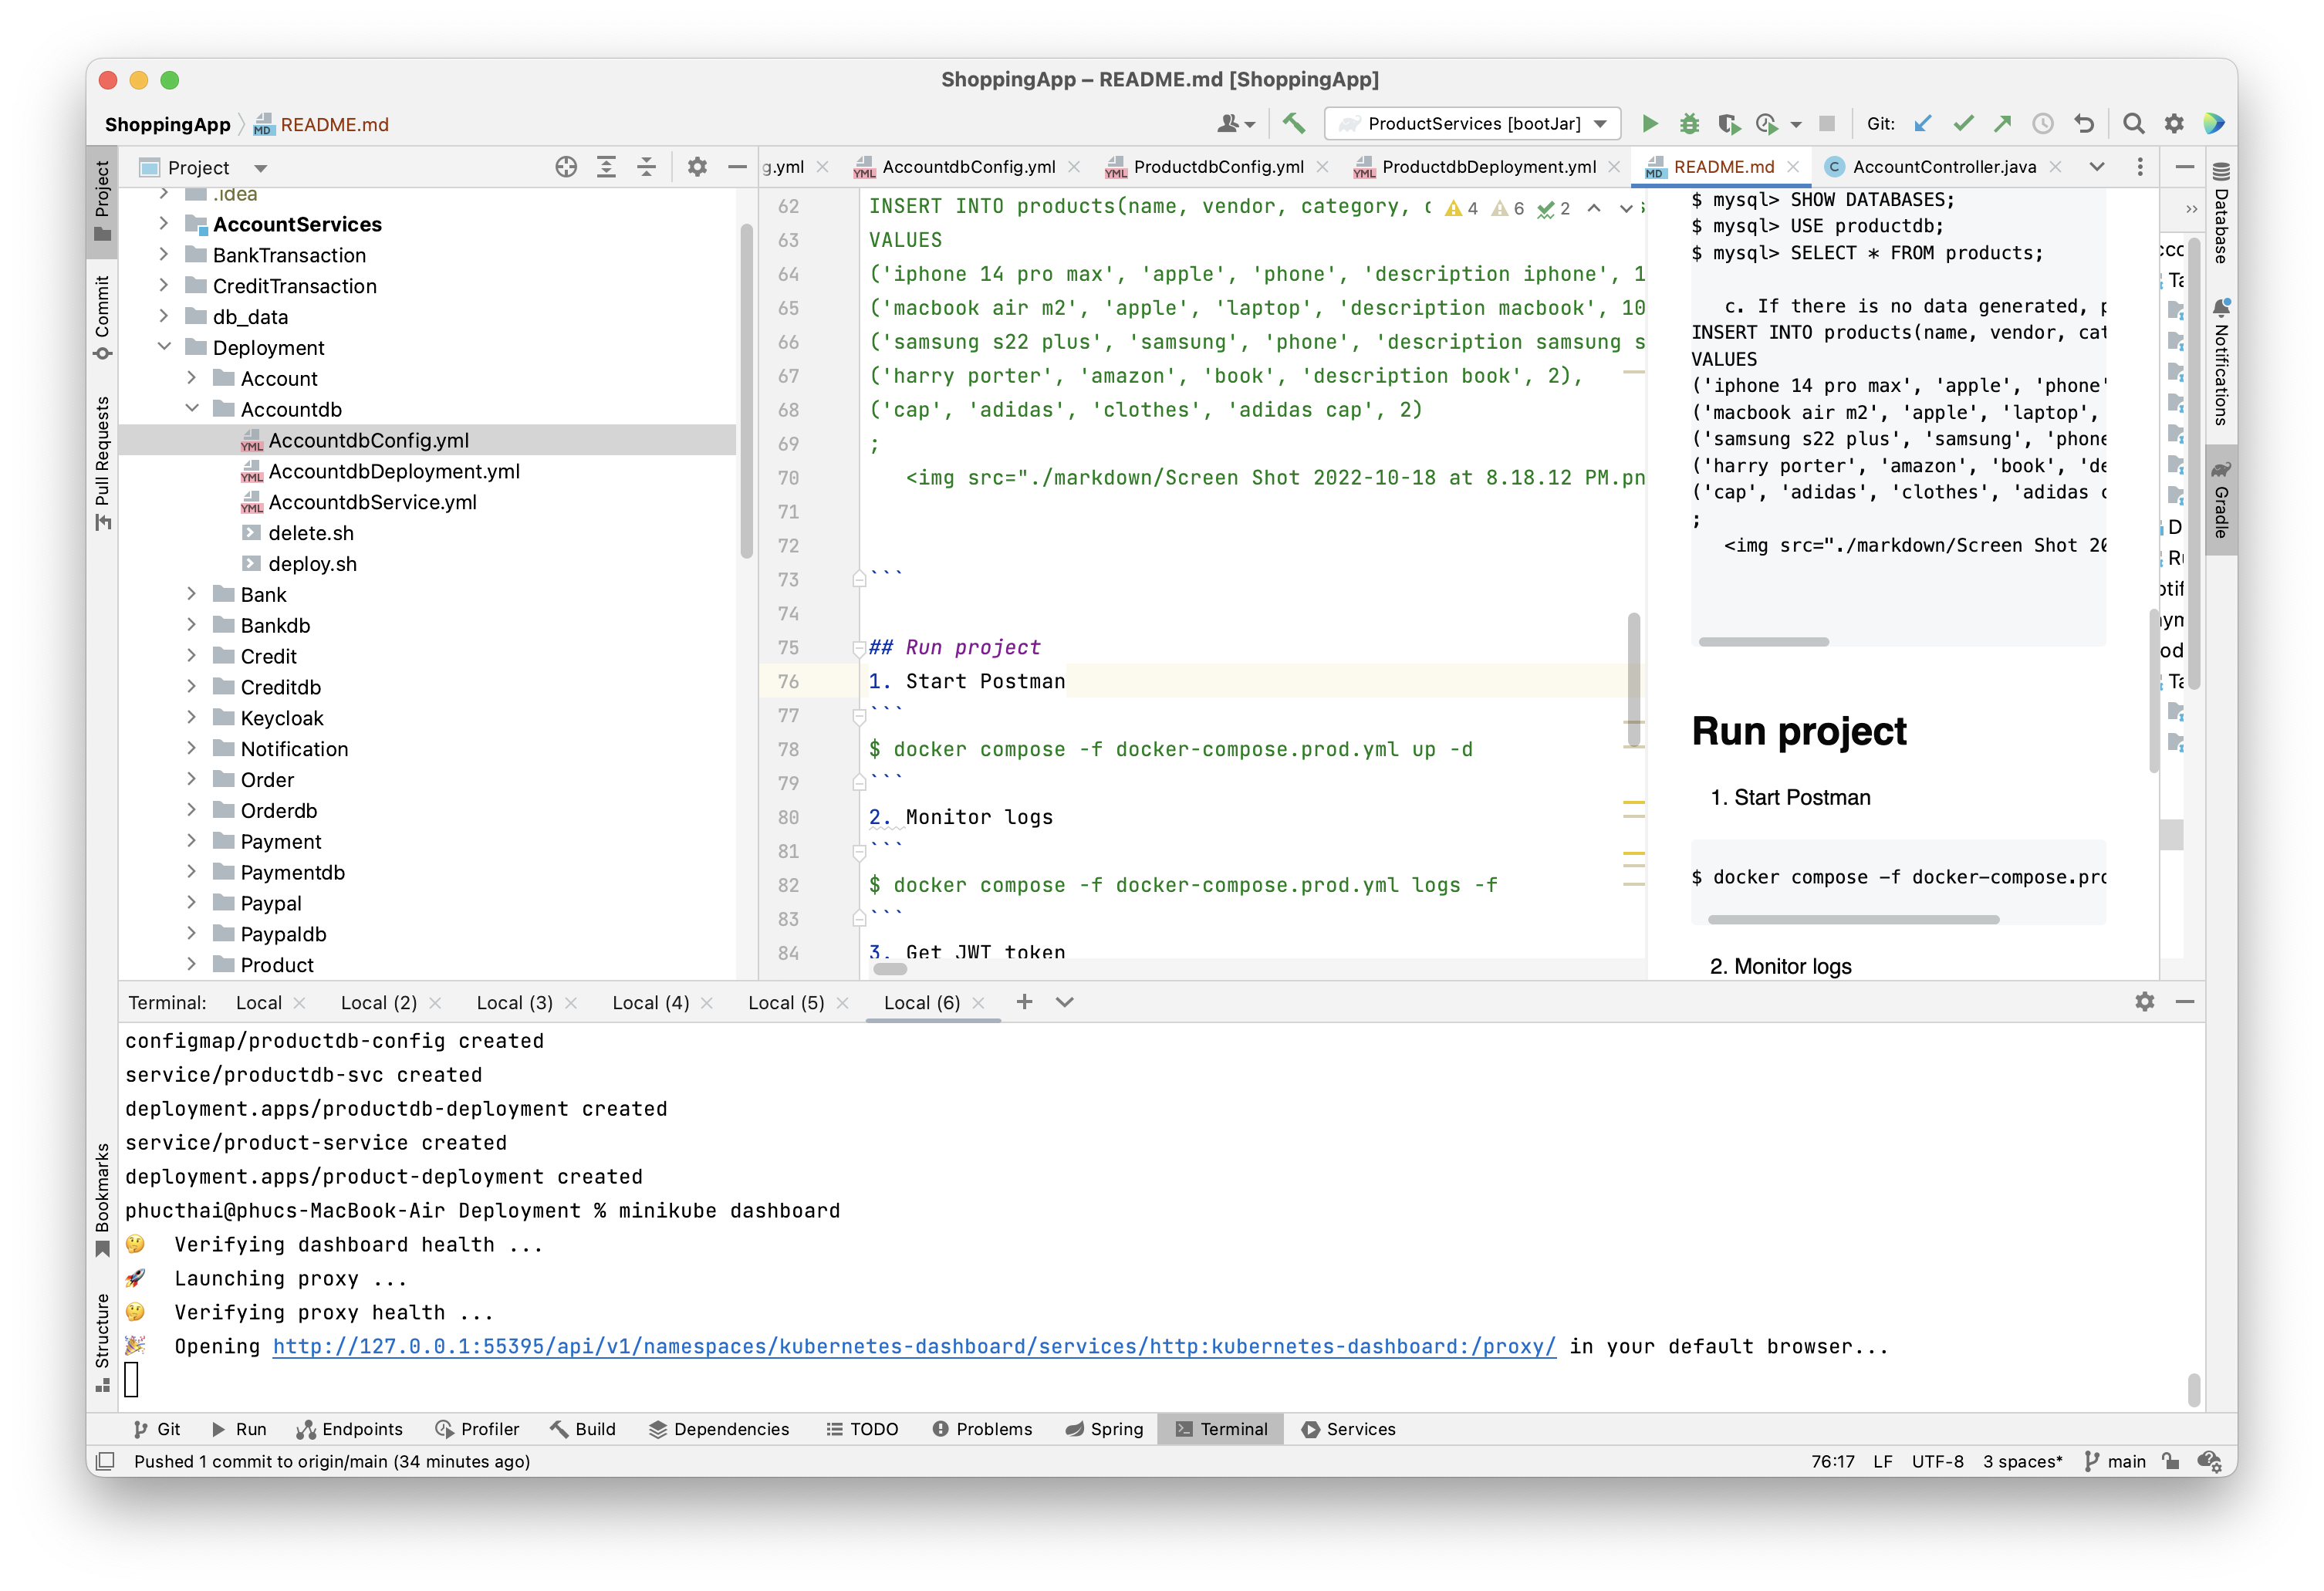 ShoppingApp – README.md [ShoppingApp]
ShoppingApp
README.md
ProductServices [bootJar]
Git:
Project
Project
Commit
Pull Requests
Bookmarks
Structure
.idea
AccountServices
BankTransaction
CreditTransaction
db_data
Deployment
Account
Accountdb
AccountdbConfig.yml
AccountdbDeployment.yml
AccountdbService.yml
delete.sh
deploy.sh
Bank
Bankdb
Credit
Creditdb
Keycloak
Notification
Order
Orderdb
Payment
Paymentdb
Paypal
Paypaldb
Product
g.yml
AccountdbConfig.yml
ProductdbConfig.yml
ProductdbDeployment.yml
README.md
AccountController.java
4 6 2
62 INSERT INTO products(name, vendor, category, 
63 VALUES
64 ('iphone 14 pro max', 'apple', 'phone', 'description iphone', 1
65 ('macbook air m2', 'apple', 'laptop', 'description macbook', 10
66 ('samsung s22 plus', 'samsung', 'phone', 'description samsung s
67 ('harry porter', 'amazon', 'book', 'description book', 2),
68 ('cap', 'adidas', 'clothes', 'adidas cap', 2)
69 ;
70 <img src="./markdown/Screen Shot 2022-10-18 at 8.18.12 PM.pn
71
72
73 ```
74
75 ## Run project
76 1. Start Postman
77 ```
78 $ docker compose -f docker-compose.prod.yml up -d
79 ```
80 2. Monitor logs
81 ```
82 $ docker compose -f docker-compose.prod.yml logs -f
83 ```
84 3. Get JWT token
$ mysql> SHOW DATABASES;
$ mysql> USE productdb;
$ mysql> SELECT * FROM products;
c. If there is no data generated, p
INSERT INTO products(name, vendor, cat
VALUES
('iphone 14 pro max', 'apple', 'phone'
('macbook air m2', 'apple', 'laptop',
('samsung s22 plus', 'samsung', 'phone
('harry porter', 'amazon', 'book', 'de
('cap', 'adidas', 'clothes', 'adidas c
;
<img src="./markdown/Screen Shot 20
Run project
1. Start Postman
$ docker compose -f docker-compose.pro
2. Monitor logs
Database
Notifications
Gradle
Terminal:
Local
Local (2)
Local (3)
Local (4)
Local (5)
Local (6)
configmap/productdb-config created
service/productdb-svc created
deployment.apps/productdb-deployment created
service/product-service created
deployment.apps/product-deployment created
phucthai@phucs-MacBook-Air Deployment % minikube dashboard
🤔 Verifying dashboard health ...
🚀 Launching proxy ...
🤔 Verifying proxy health ...
🎉 Opening http://127.0.0.1:55395/api/v1/namespaces/kubernetes-dashboard/services/http:kubernetes-dashboard:/proxy/ in your default browser...
Git
Run
Endpoints
Profiler
Build
Dependencies
TODO
Problems
Spring
Terminal
Services
Pushed 1 commit to origin/main (34 minutes ago)
76:17 LF UTF-8 3 spaces* main